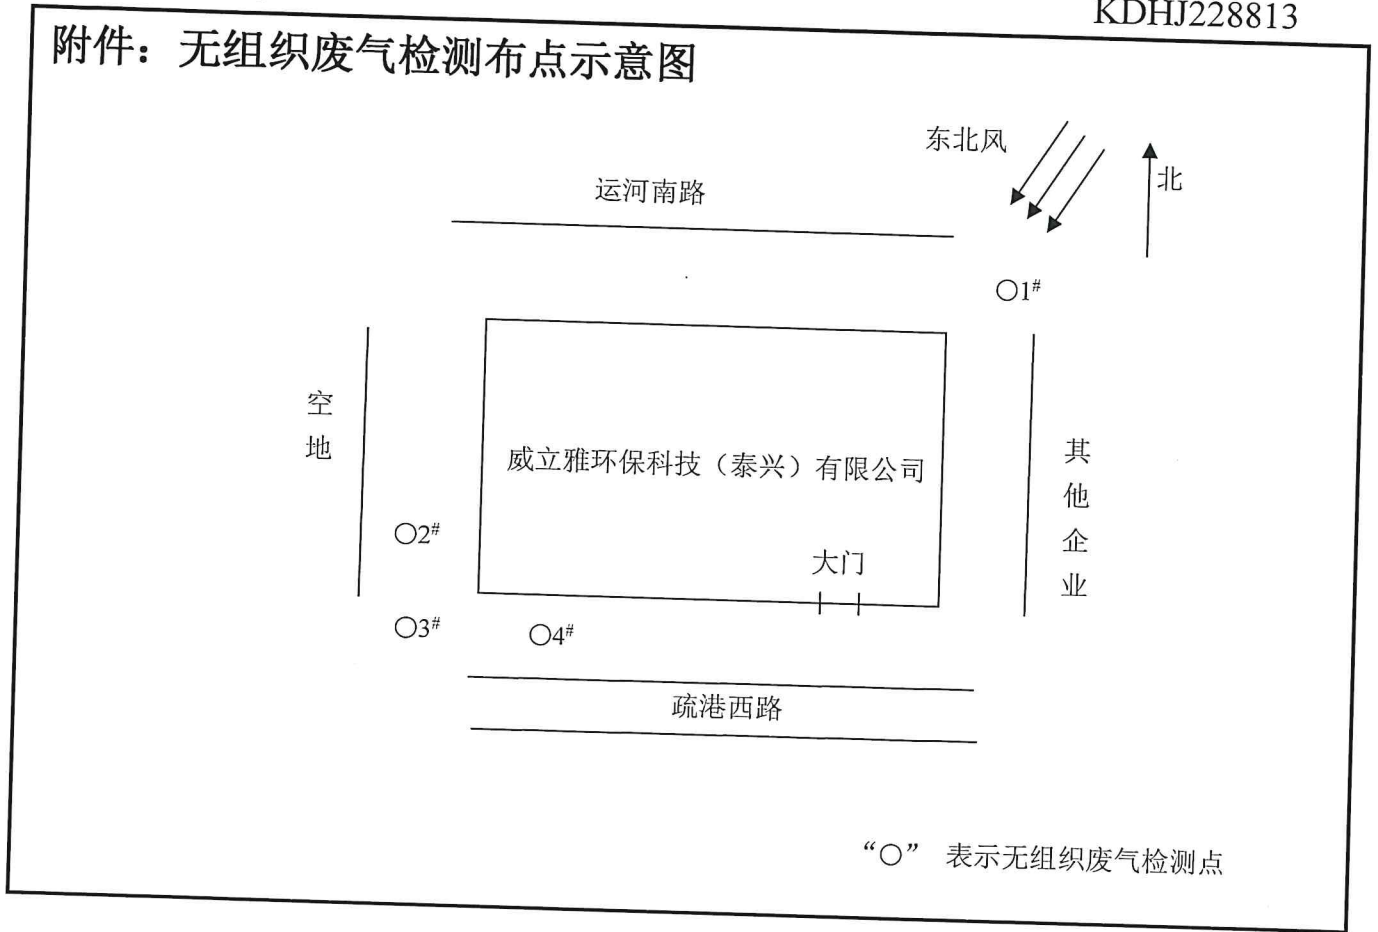 KDHJ228813
附件：无组织废气检测布点示意图
东北风
北
运河南路
○1#
空地
威立雅环保科技（泰兴）有限公司
其他企业
○2#
大门
○3#
○4#
疏港西路
“○” 表示无组织废气检测点